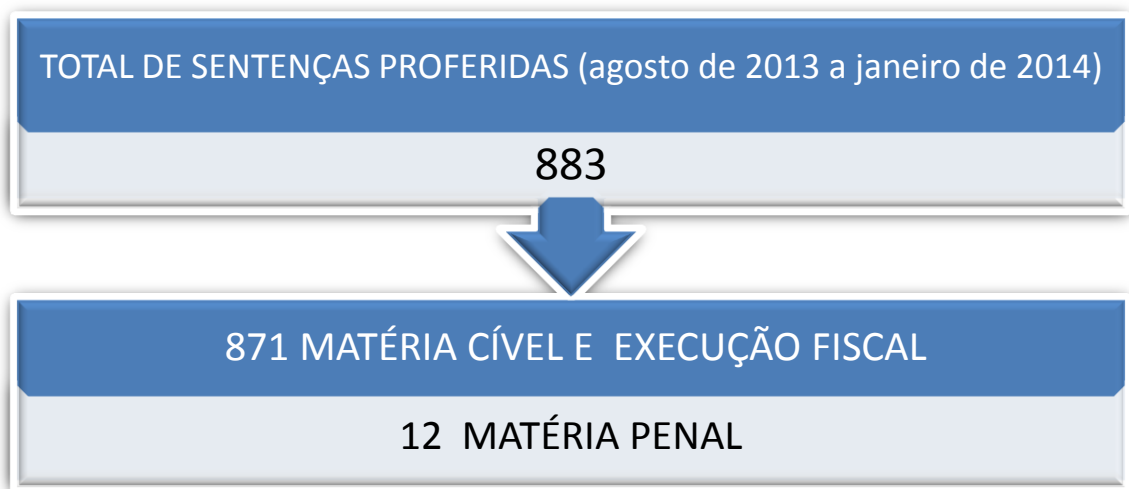 TOTAL DE SENTENÇAS PROFERIDAS (agosto de 2013 a janeiro de 2014)
883
871 MATÉRIA CÍVEL E EXECUÇÃO FISCAL
12 MATÉRIA PENAL